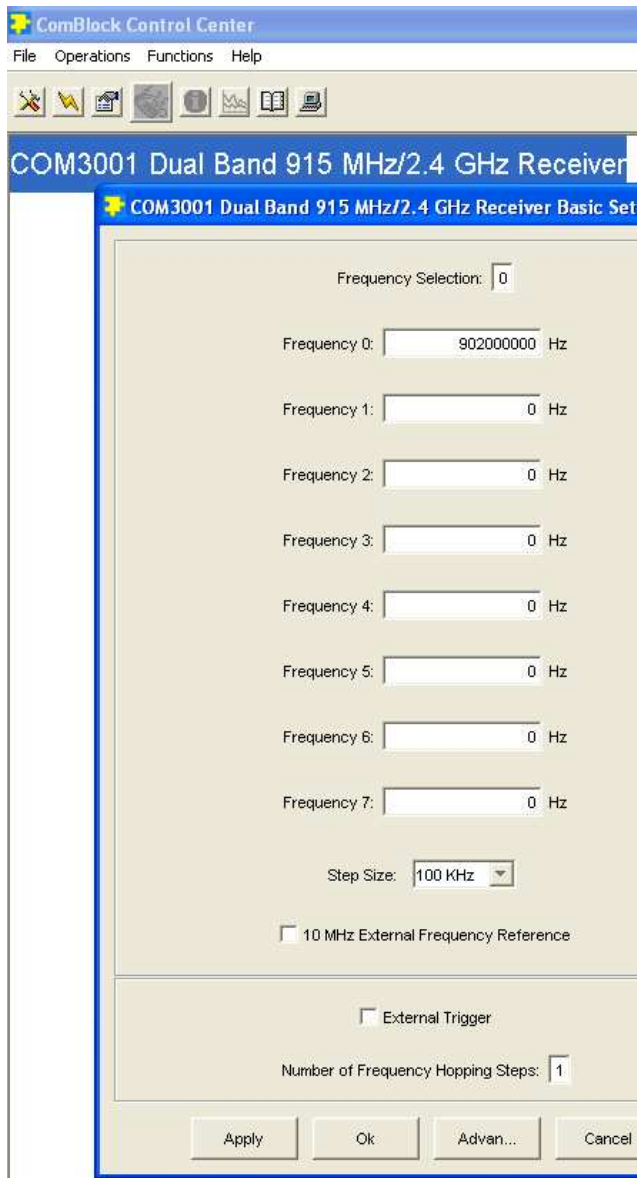 ComBlock Control Center
File Operations Functions Help
COM3001 Dual Band 915 MHz/2.4 GHz Receiver
COM3001 Dual Band 915 MHz/2.4 GHz Receiver Basic Set
Frequency Selection: 0
Frequency 0: 902000000 Hz
Frequency 1: 0 Hz
Frequency 2: 0 Hz
Frequency 3: 0 Hz
Frequency 4: 0 Hz
Frequency 5: 0 Hz
Frequency 6: 0 Hz
Frequency 7: 0 Hz
Step Size: 100 KHz
10 MHz External Frequency Reference
External Trigger
Number of Frequency Hopping Steps: 1
Apply Ok Advan... Cancel